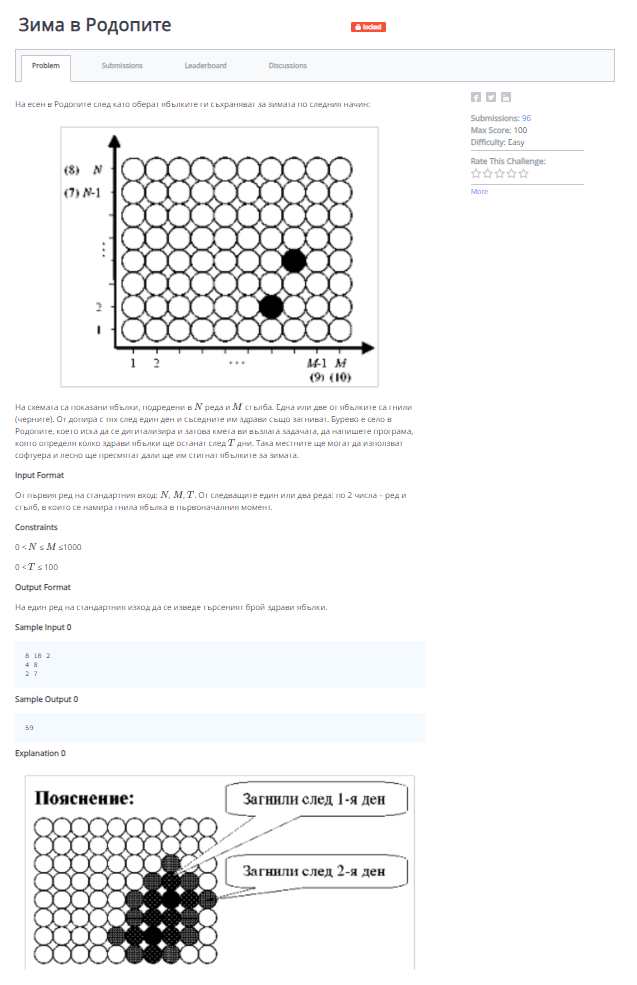 Зима в Родопите
locked
Problem
Submissions
Leaderboard
Discussions
На есен в Родопите след като оберат ябълките ги съхраняват за зимата по следния начин:
Submissions: 96
Max Score: 100
Difficulty: Easy
Rate This Challenge:
More
(8) N
(7) N-1
...
2
1
1 2 ... M-1 M
(9) (10)
На схемата са показани ябълки, подредени в N реда и M стълба. Една или две от ябълките са гнили
(черните). От допира с тях след един ден и съседните им здрави също загниват. Бурево е село в
Родопите, което иска да се дигитализира и затова кмета ви възлага задачата, да напишете програма,
която определя колко здрави ябълки ще останат след T дни. Така местните ще могат да използват
софтуера и лесно ще пресмятат дали ще им стигнат ябълките за зимата.
Input Format
От първия ред на стандартния вход: N, M, T. От следващите един или два реда: по 2 числа – ред и
стълб, в които се намира гнила ябълка в първоначалния момент.
Constraints
0 < N ≤ M ≤1000
0 < T ≤ 100
Output Format
На един ред на стандартния изход да се изведе търсеният брой здрави ябълки.
Sample Input 0
8 10 2
4 8
2 7
Sample Output 0
59
Explanation 0
Пояснение:
Загнили след 1-я ден
Загнили след 2-я ден